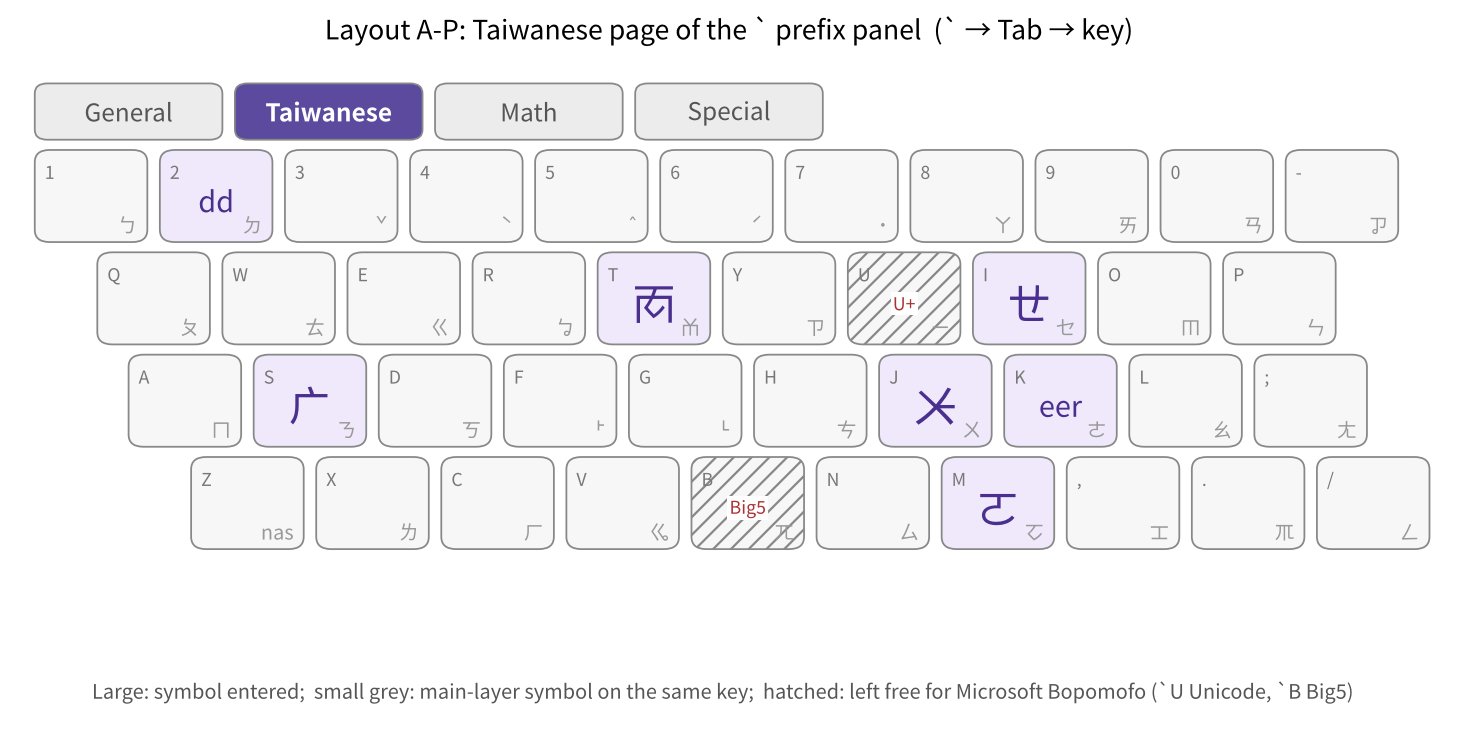 Layout A-P: Taiwanese page of the ` prefix panel (` → Tab → key)
General Taiwanese Math Special
1 ㄅ 2 dd ㄉ 3 ˇ 4 ˋ 5 ˆ 6 ˊ 7 ˙ 8 ㄚ 9 ㄞ 0 ㄢ - ㆡ
Q ㄆ W ㄊ E ㄍ R ㆠ T Y ㄗ U U+ ㄧ I ㄝ O ㆬ P ㄣ
A ㄇ S ㄋ D ㄎ F ㆷ G H ㄘ J ㄨ K eer ㄜ L ㄠ ; ㄤ
Z nas X ㄌ C ㄏ V ㆣ B Big5 ㆭ N ㄙ M ㆦ , ㄛ . / ㄥ
Large: symbol entered; small grey: main-layer symbol on the same key; hatched: left free for Microsoft Bopomofo (`U Unicode, `B Big5)